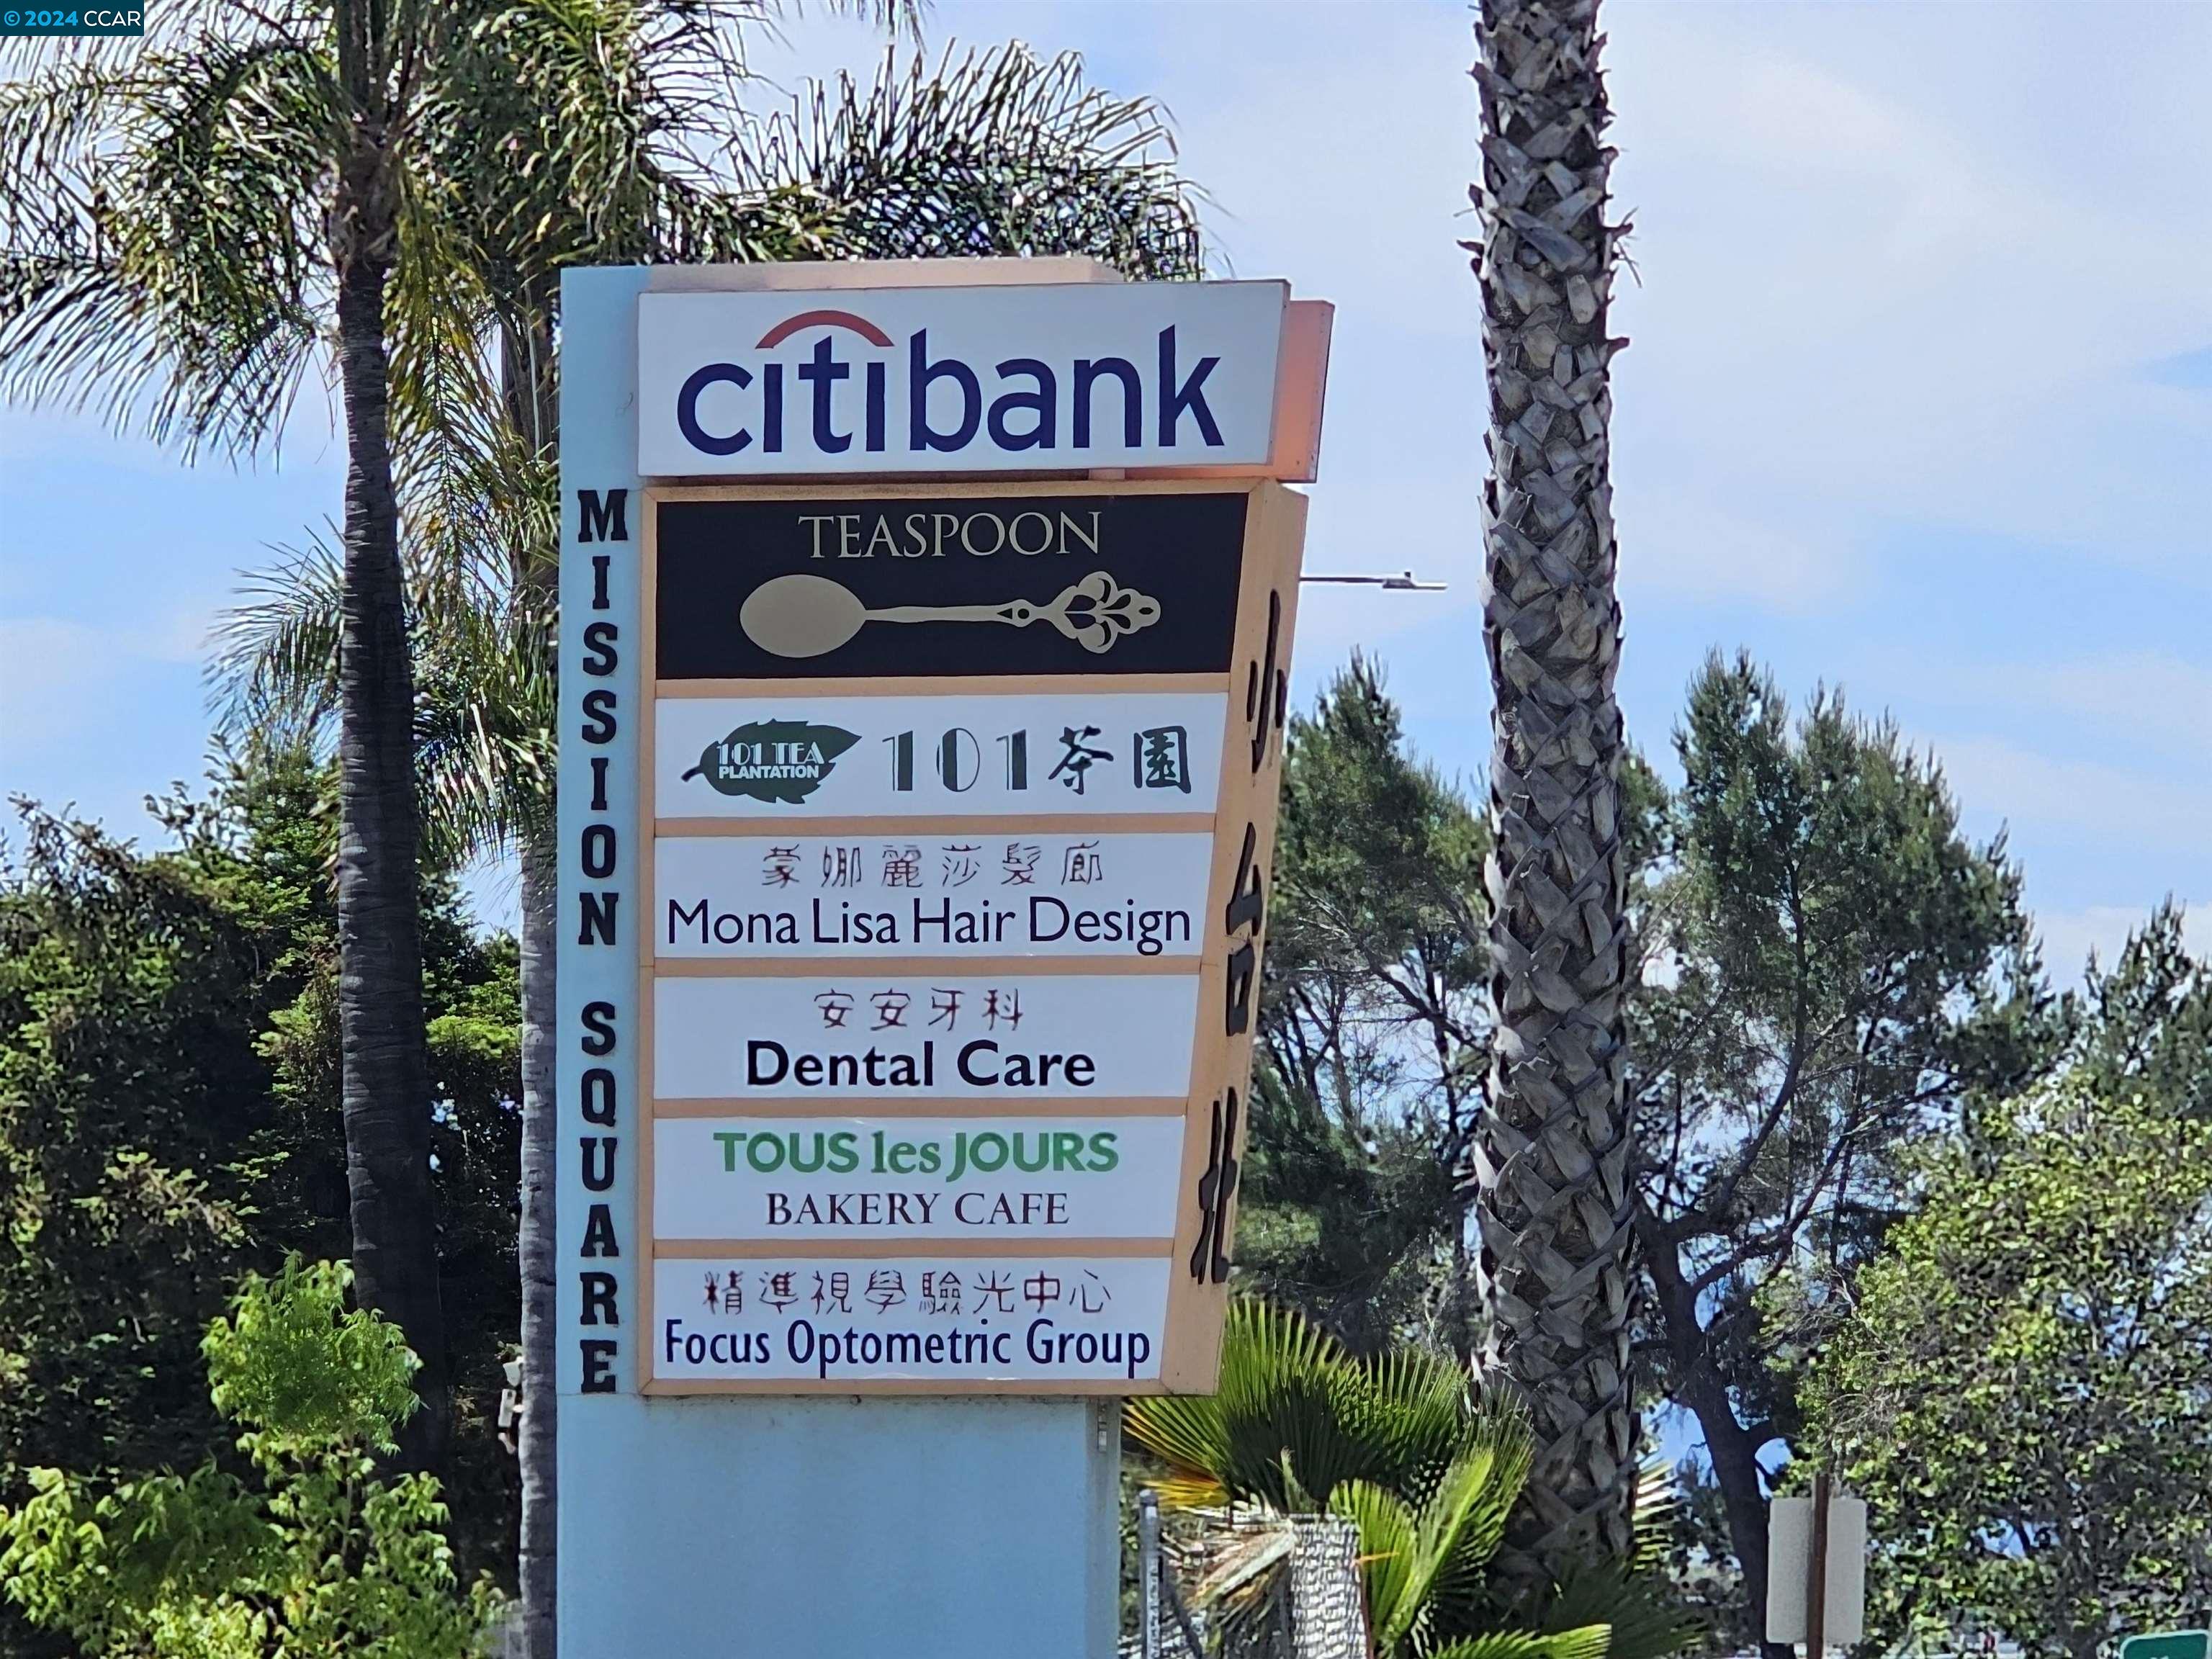 © 2024 CCAR
citibank
MISSION SQUARE
TEASPOON
101 TEA
PLANTATION
101茶園
蒙娜麗莎髮廊
Mona Lisa Hair Design
安安牙科
Dental Care
TOUS les JOURS
BAKERY CAFE
精準視學驗光中心
Focus Optometric Group
小台北